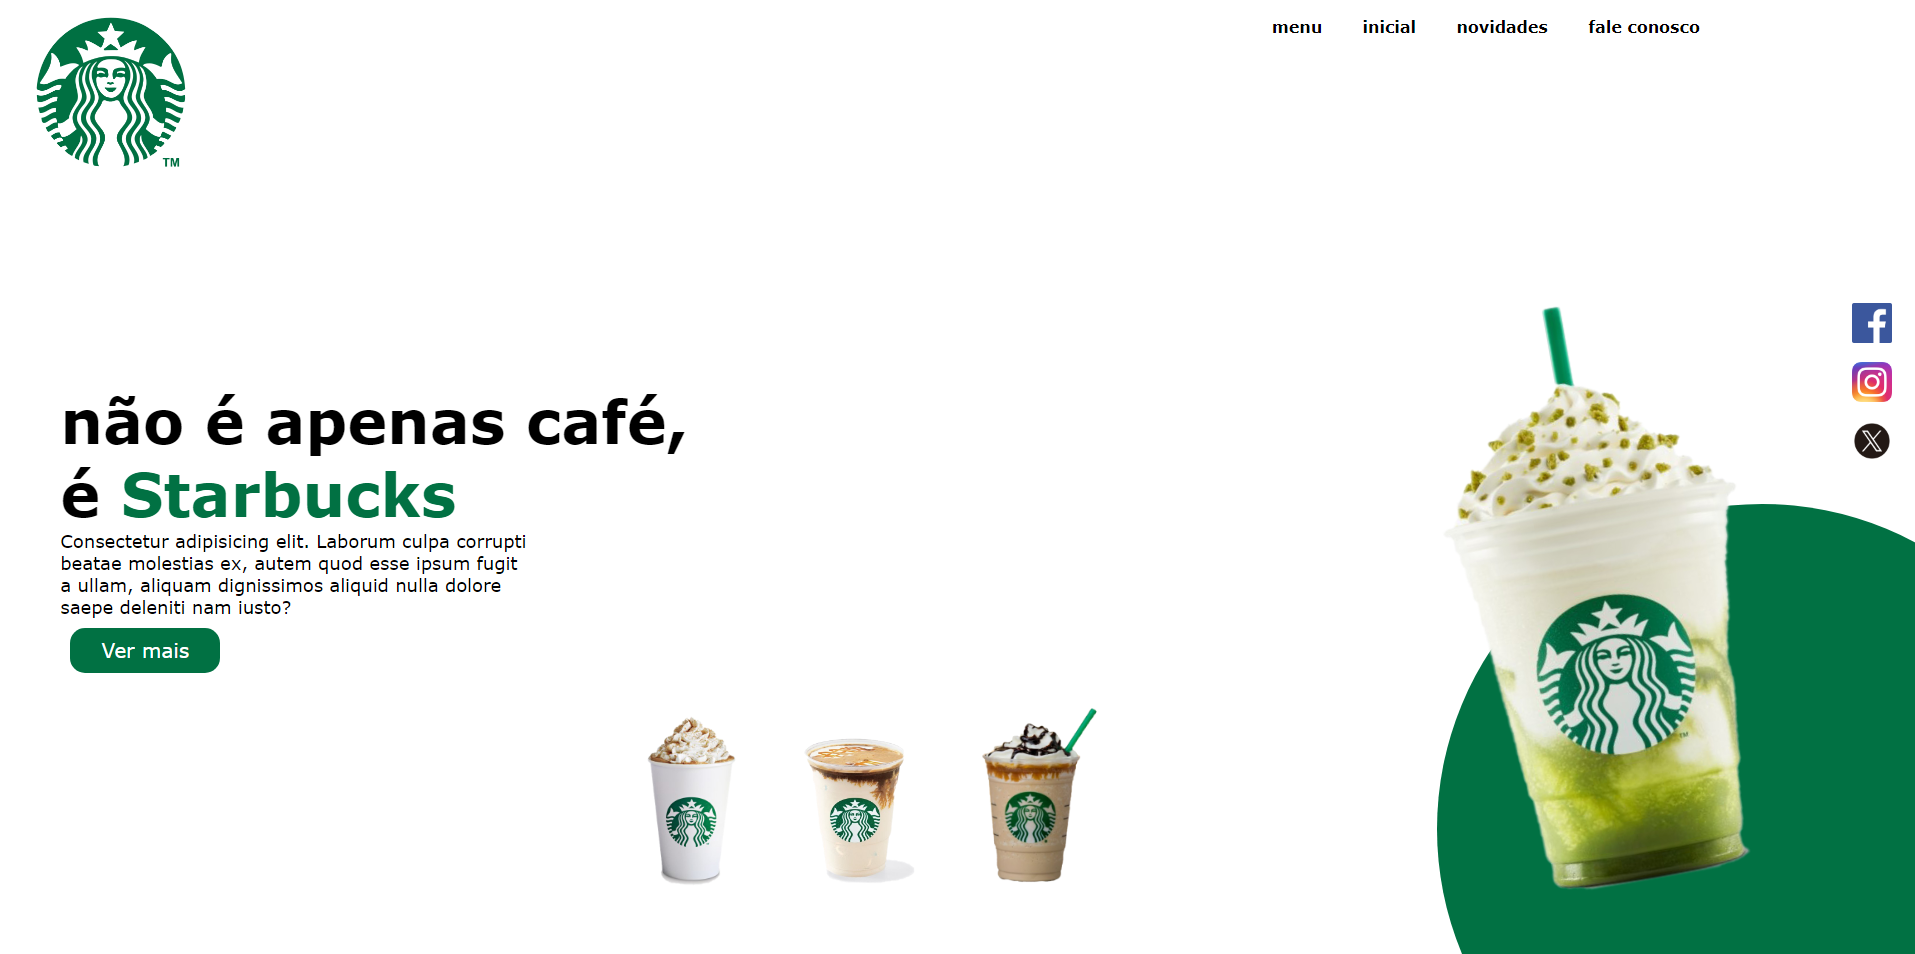 TM
menu inicial novidades fale conosco
não é apenas café,
é Starbucks
Consectetur adipisicing elit. Laborum culpa corrupti
beatae molestias ex, autem quod esse ipsum fugit
a ullam, aliquam dignissimos aliquid nulla dolore
saepe deleniti nam iusto?
Ver mais
TM